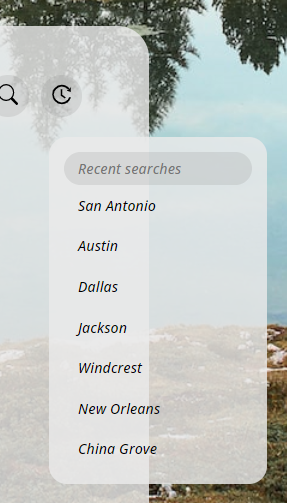 Recent searches
San Antonio
Austin
Dallas
Jackson
Windcrest
New Orleans
China Grove